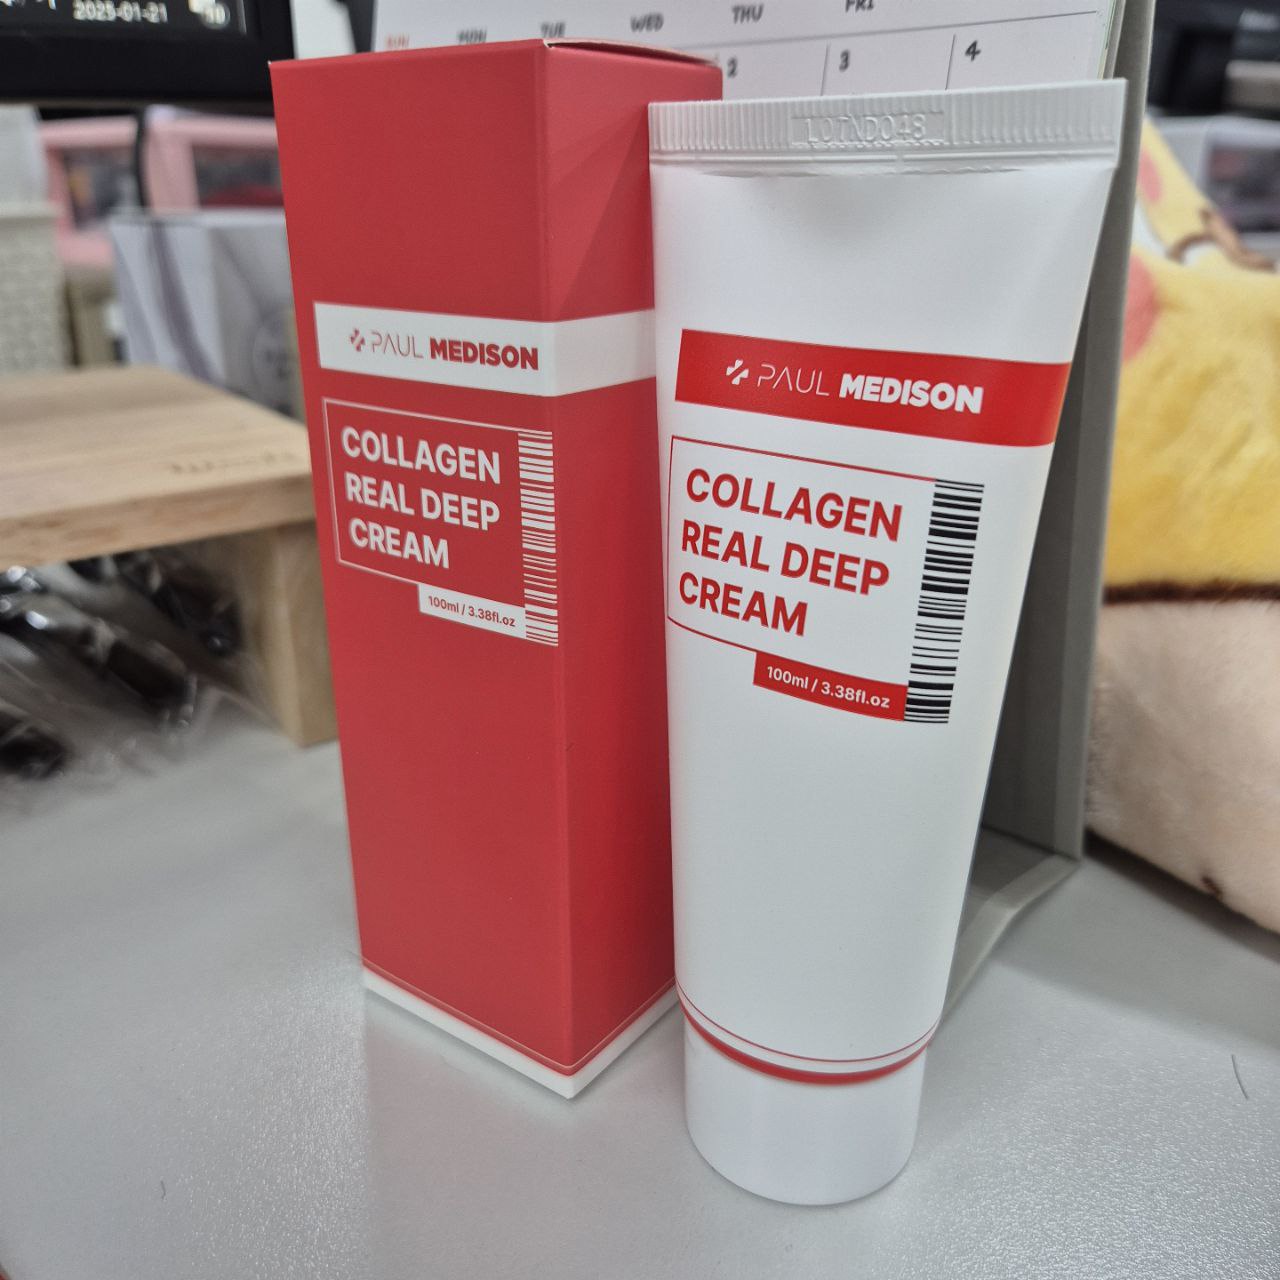 2025-01-21
SUN MON TUE WED THU FRI
2 3 4
PAUL MEDISON
COLLAGEN
REAL DEEP
CREAM
100ml / 3.38fl.oz
PAUL MEDISON
COLLAGEN
REAL DEEP
CREAM
100ml / 3.38fl.oz